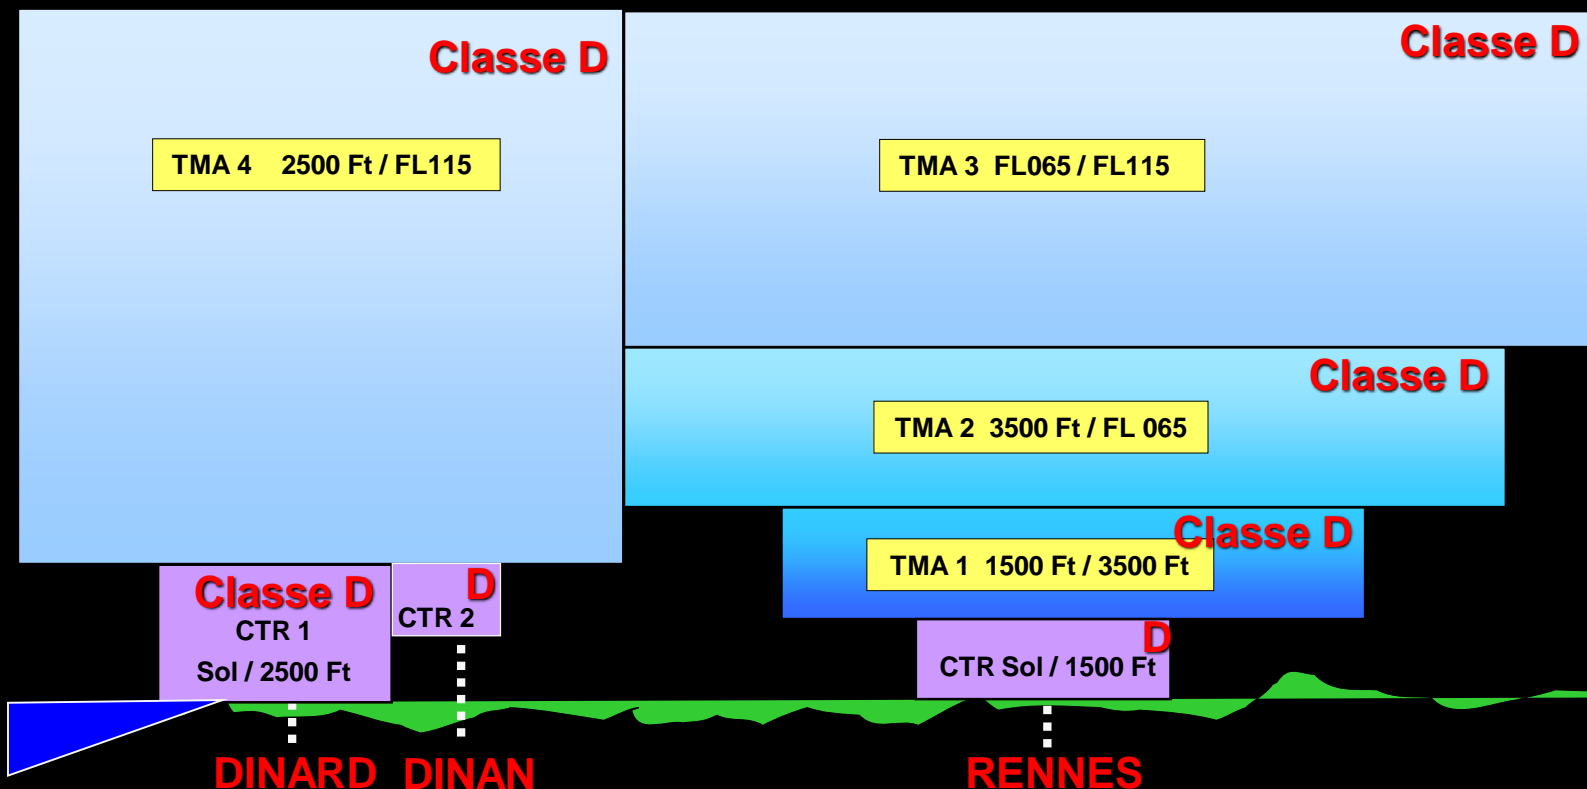 Classe D
TMA 4 2500 Ft / FL115
Classe D
TMA 3 FL065 / FL115
Classe D
TMA 2 3500 Ft / FL 065
Classe D
TMA 1 1500 Ft / 3500 Ft
Classe D
CTR 1
Sol / 2500 Ft
D
CTR 2
D
CTR Sol / 1500 Ft
DINARD
DINAN
RENNES